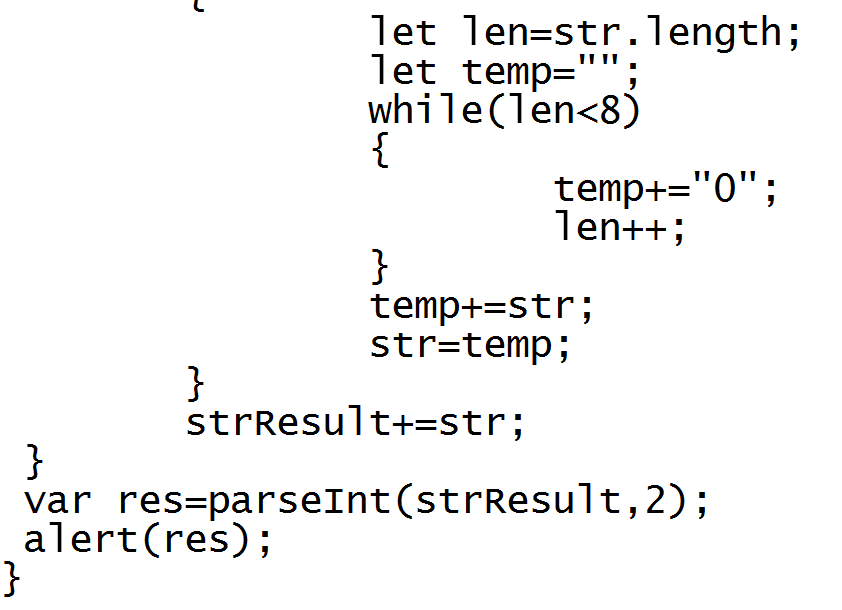 {
let len=str.length;
let temp="";
while(len<8)
{
temp+="0";
len++;
}
temp+=str;
str=temp;
}
strResult+=str;
}
var res=parseInt(strResult,2);
alert(res);
}